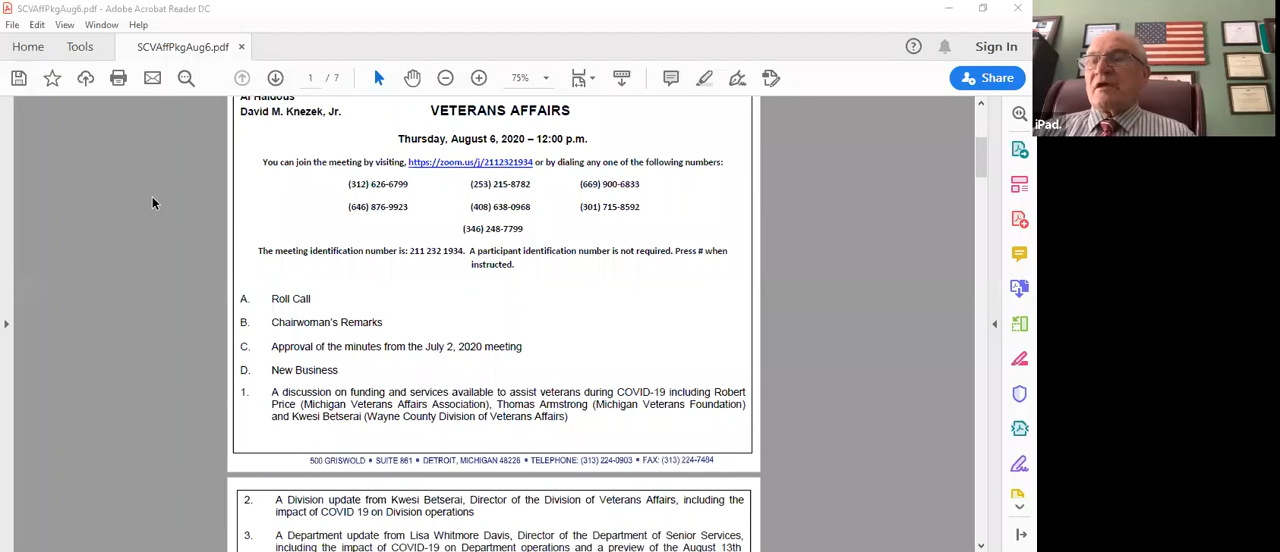 SCVAffPkgAug6.pdf - Adobe Acrobat Reader DC
File Edit View Window Help
Home Tools SCVAffPkgAug6.pdf × Sign In
1 / 7 75% Share
Al Haidous
David M. Knezek, Jr.
VETERANS AFFAIRS
Thursday, August 6, 2020 – 12:00 p.m.
You can join the meeting by visiting, https://zoom.us/j/2112321934 or by dialing any one of the following numbers:
(312) 626-6799 (253) 215-8782 (669) 900-6833
(646) 876-9923 (408) 638-0968 (301) 715-8592
(346) 248-7799
The meeting identification number is: 211 232 1934. A participant identification number is not required. Press # when
instructed.
A. Roll Call
B. Chairwoman's Remarks
C. Approval of the minutes from the July 2, 2020 meeting
D. New Business
1. A discussion on funding and services available to assist veterans during COVID-19 including Robert
Price (Michigan Veterans Affairs Association), Thomas Armstrong (Michigan Veterans Foundation)
and Kwesi Betserai (Wayne County Division of Veterans Affairs)
500 GRISWOLD • SUITE 861 • DETROIT, MICHIGAN 48226 • TELEPHONE: (313) 224-0903 • FAX: (313) 224-7484
2. A Division update from Kwesi Betserai, Director of the Division of Veterans Affairs, including the
impact of COVID 19 on Division operations
3. A Department update from Lisa Whitmore Davis, Director of the Department of Senior Services,
including the impact of COVID-19 on Department operations and a preview of the August 13th
iPad.